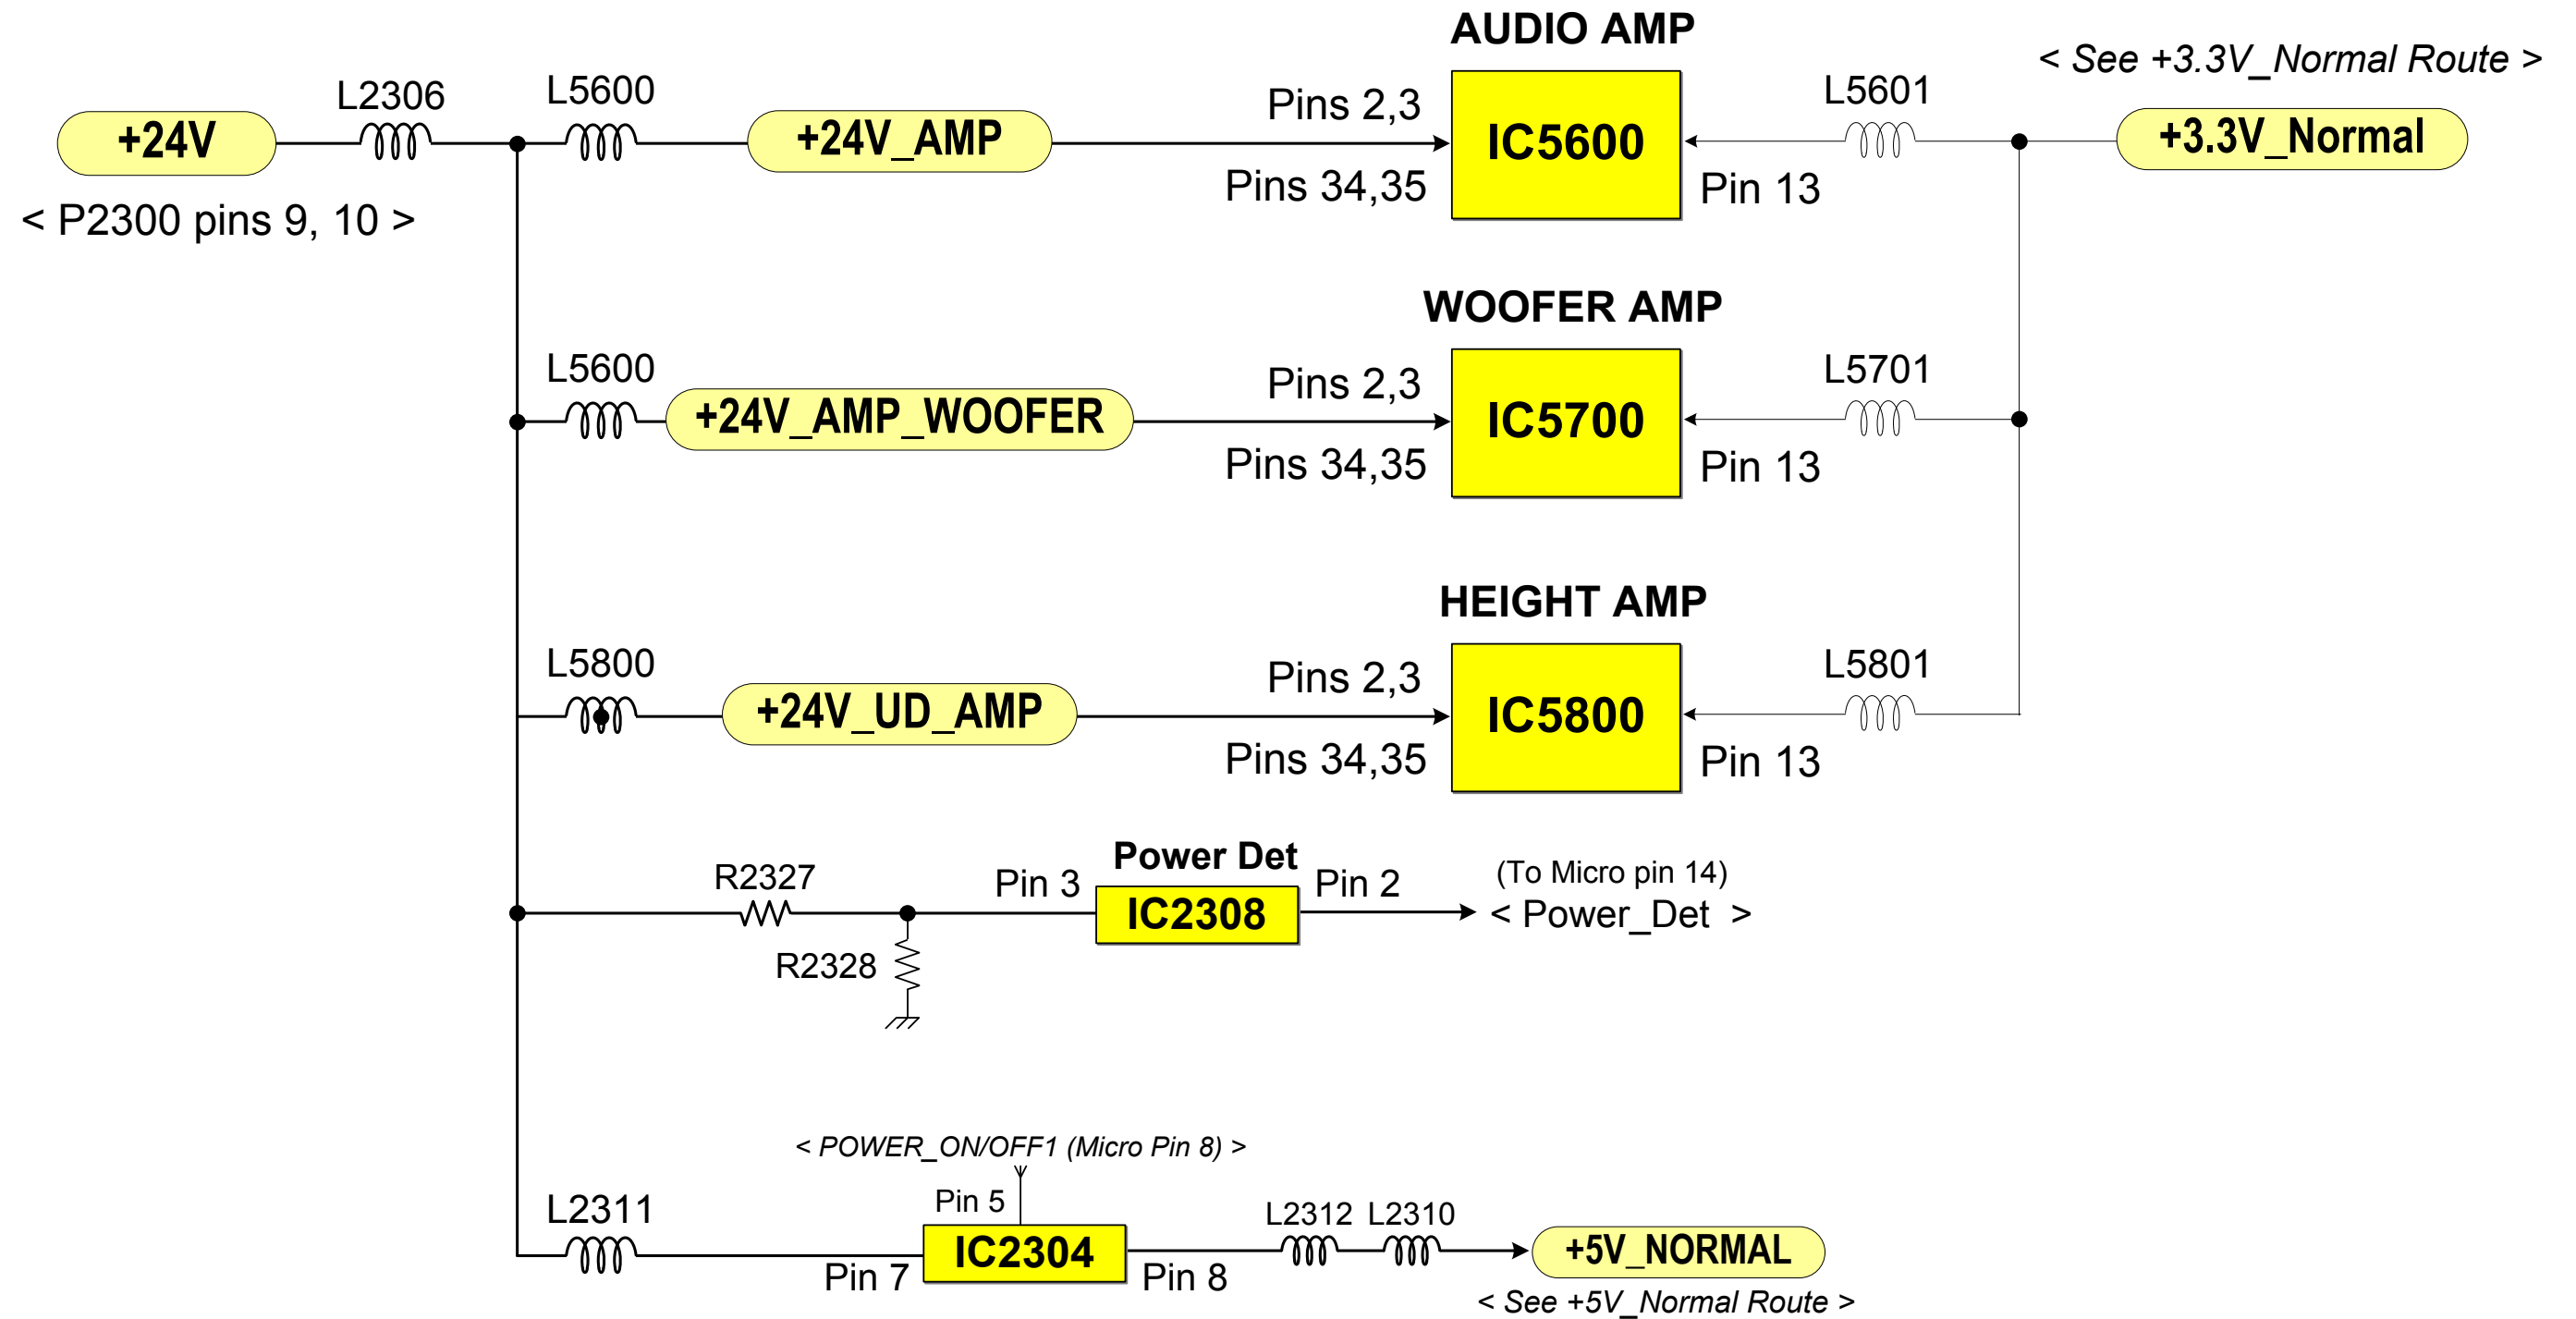 AUDIO AMP
< See +3.3V_Normal Route >
L2306
L5600
L5601
Pins 2,3
+24V
+24V_AMP
IC5600
+3.3V_Normal
Pins 34,35
Pin 13
< P2300 pins 9, 10 >
WOOFER AMP
L5600
L5701
Pins 2,3
+24V_AMP_WOOFER
IC5700
Pins 34,35
Pin 13
HEIGHT AMP
L5800
L5801
Pins 2,3
+24V_UD_AMP
IC5800
Pins 34,35
Pin 13
Power Det
R2327
Pin 3
Pin 2
(To Micro pin 14)
IC2308
< Power_Det >
R2328
< POWER_ON/OFF1 (Micro Pin 8) >
Pin 5
L2311
L2312
L2310
IC2304
+5V_NORMAL
Pin 7
Pin 8
< See +5V_Normal Route >